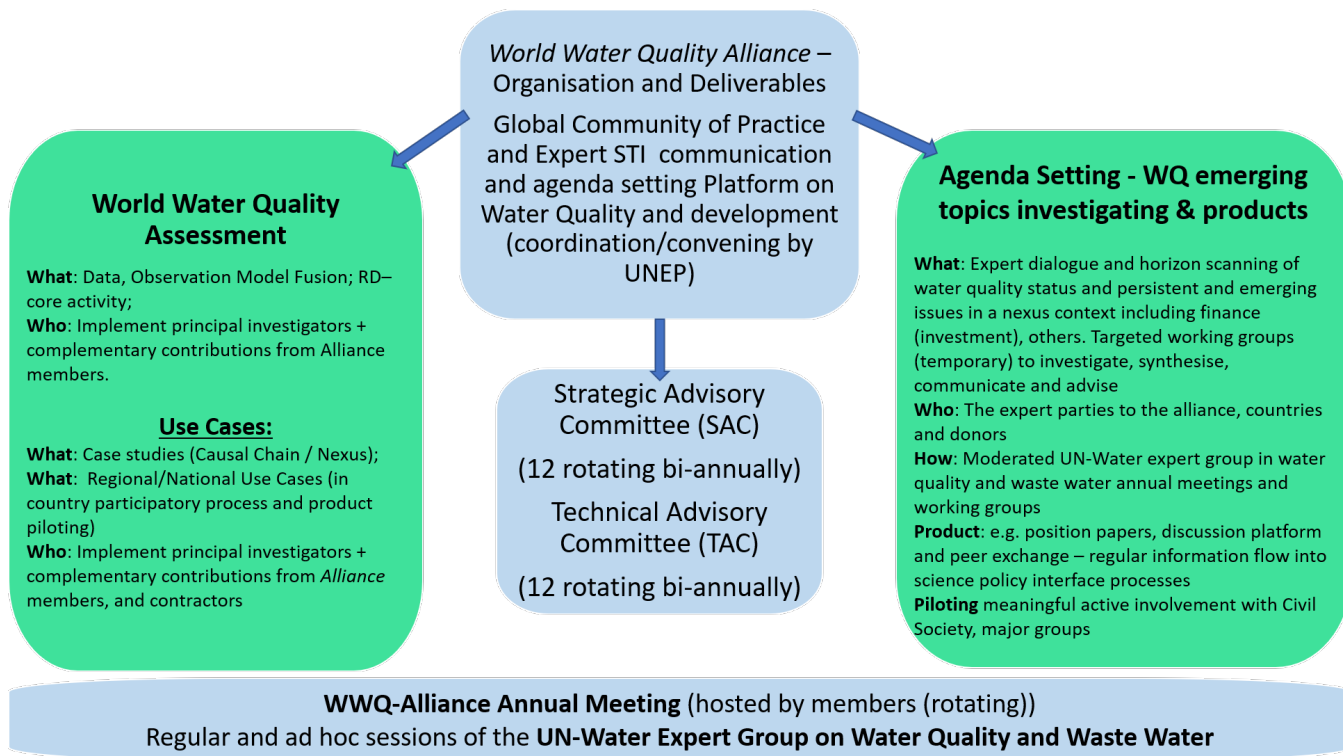 World Water Quality Alliance –
Organisation and Deliverables
Global Community of Practice
and Expert STI communication
and agenda setting Platform on
Water Quality and development
(coordination/convening by
UNEP)
World Water Quality
Assessment
What: Data, Observation Model Fusion; RD–
core activity;
Who: Implement principal investigators +
complementary contributions from Alliance
members.
Use Cases:
What: Case studies (Causal Chain / Nexus);
What: Regional/National Use Cases (in
country participatory process and product
piloting)
Who: Implement principal investigators +
complementary contributions from Alliance
members, and contractors
Strategic Advisory
Committee (SAC)
(12 rotating bi-annually)
Technical Advisory
Committee (TAC)
(12 rotating bi-annually)
Agenda Setting - WQ emerging
topics investigating & products
What: Expert dialogue and horizon scanning of
water quality status and persistent and emerging
issues in a nexus context including finance
(investment), others. Targeted working groups
(temporary) to investigate, synthesise,
communicate and advise
Who: The expert parties to the alliance, countries
and donors
How: Moderated UN-Water expert group in water
quality and waste water annual meetings and
working groups
Product: e.g. position papers, discussion platform
and peer exchange – regular information flow into
science policy interface processes
Piloting meaningful active involvement with Civil
Society, major groups
WWQ-Alliance Annual Meeting (hosted by members (rotating))
Regular and ad hoc sessions of the UN-Water Expert Group on Water Quality and Waste Water